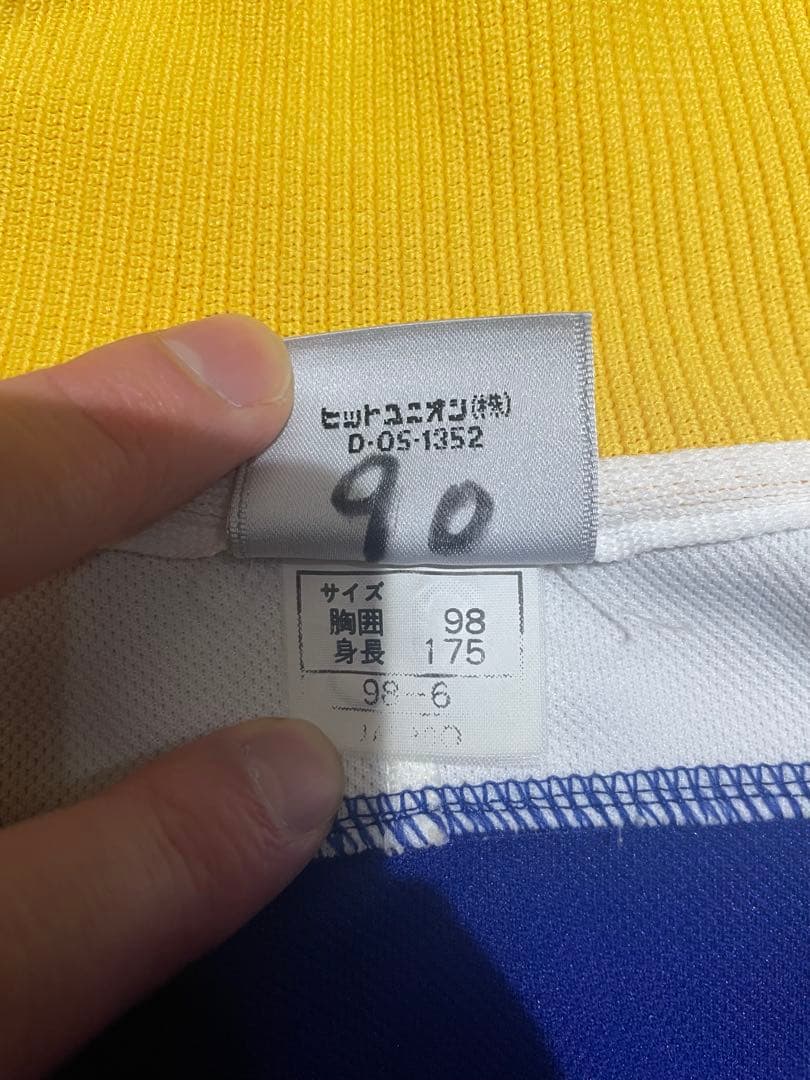 ヒットユニオン(株)
D-OS-1352
90
サイズ
胸囲 98
身長 175
98-6